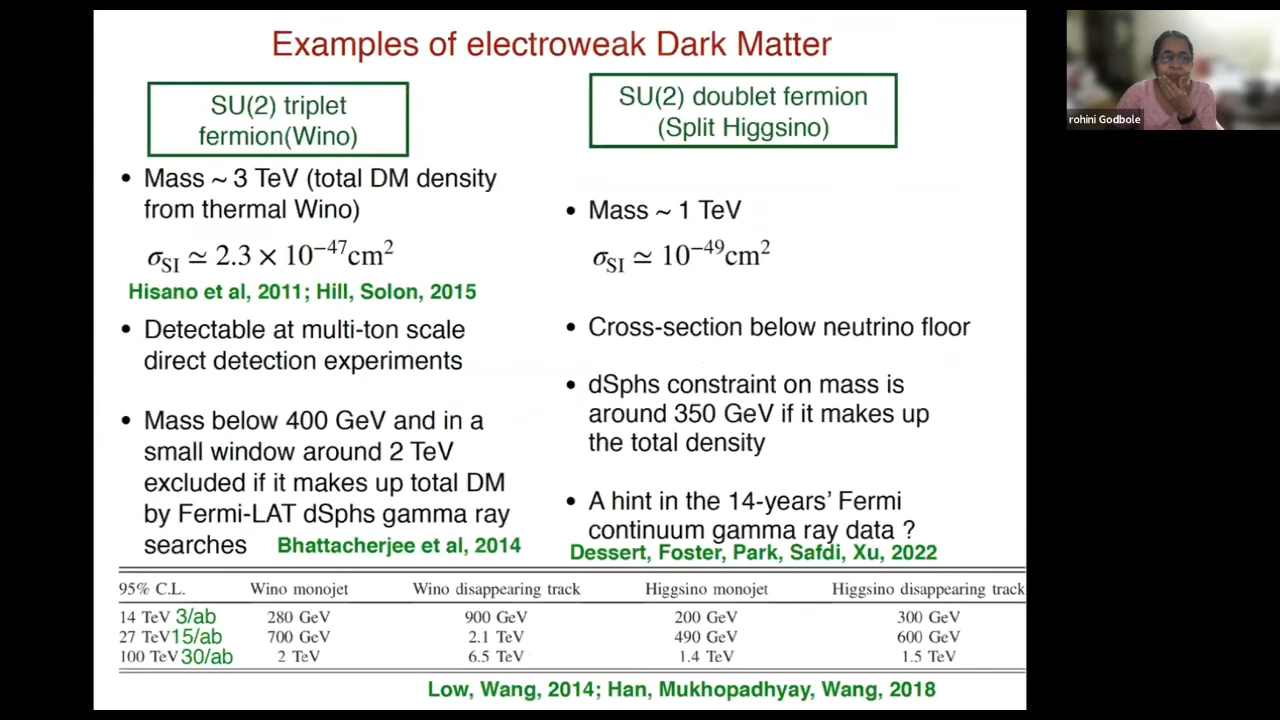 Examples of electroweak Dark Matter
SU(2) triplet
fermion(Wino)
• Mass ~ 3 TeV (total DM density
from thermal Wino)
σ_SI ≃ 2.3 × 10^−47 cm^2
Hisano et al, 2011; Hill, Solon, 2015
• Detectable at multi-ton scale
direct detection experiments
• Mass below 400 GeV and in a
small window around 2 TeV
excluded if it makes up total DM
by Fermi-LAT dSphs gamma ray
searches
Bhattacherjee et al, 2014
SU(2) doublet fermion
(Split Higgsino)
• Mass ~ 1 TeV
σ_SI ≃ 10^−49 cm^2
• Cross-section below neutrino floor
• dSphs constraint on mass is
around 350 GeV if it makes up
the total density
• A hint in the 14-years' Fermi
continuum gamma ray data ?
Dessert, Foster, Park, Safdi, Xu, 2022
95% C.L. Wino monojet Wino disappearing track Higgsino monojet Higgsino disappearing track
14 TeV 3/ab 280 GeV 900 GeV 200 GeV 300 GeV
27 TeV 15/ab 700 GeV 2.1 TeV 490 GeV 600 GeV
100 TeV 30/ab 2 TeV 6.5 TeV 1.4 TeV 1.5 TeV
Low, Wang, 2014; Han, Mukhopadhyay, Wang, 2018
rohini Godbole